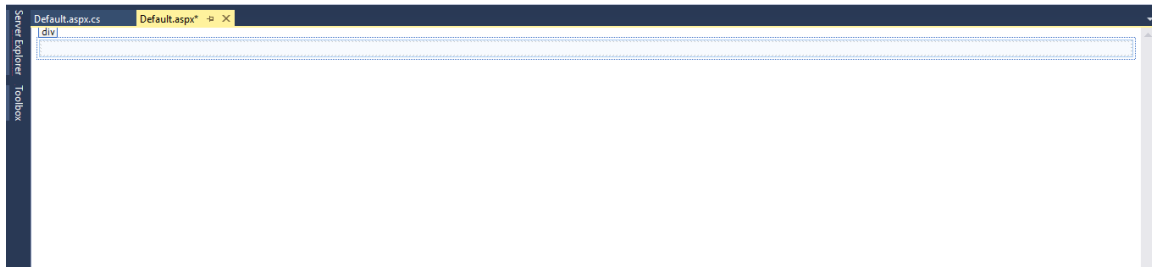 Server Explorer
Toolbox
Default.aspx.cs
Default.aspx*
div